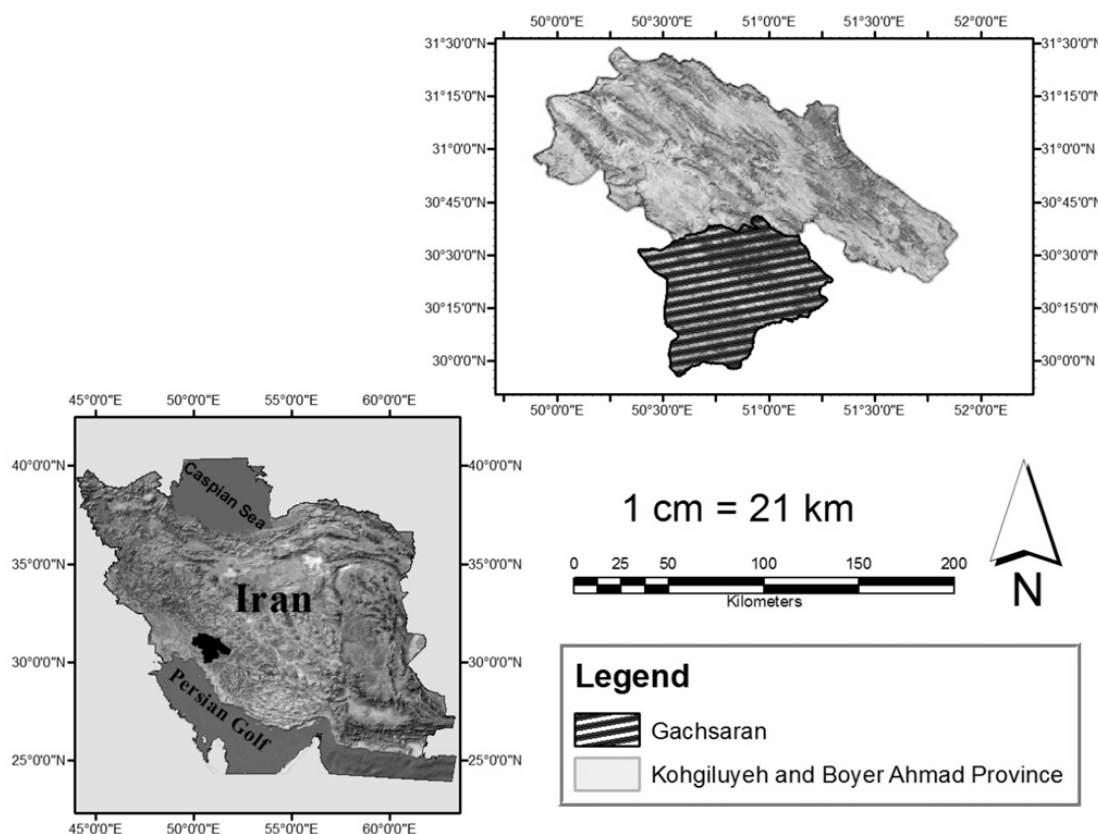 50°0'0"E 50°30'0"E 51°0'0"E 51°30'0"E 52°0'0"E
31°30'0"N 31°30'0"N
31°15'0"N 31°15'0"N
31°0'0"N 31°0'0"N
30°45'0"N 30°45'0"N
30°30'0"N 30°30'0"N
30°15'0"N 30°15'0"N
30°0'0"N 30°0'0"N
50°0'0"E 50°30'0"E 51°0'0"E 51°30'0"E 52°0'0"E
45°0'0"E 50°0'0"E 55°0'0"E 60°0'0"E
40°0'0"N 40°0'0"N
Caspian Sea
35°0'0"N 35°0'0"N
Iran
30°0'0"N 30°0'0"N
Persian Golf
25°0'0"N 25°0'0"N
45°0'0"E 50°0'0"E 55°0'0"E 60°0'0"E
1 cm = 21 km
0 25 50 100 150 200
Kilometers
N
Legend
Gachsaran
Kohgiluyeh and Boyer Ahmad Province